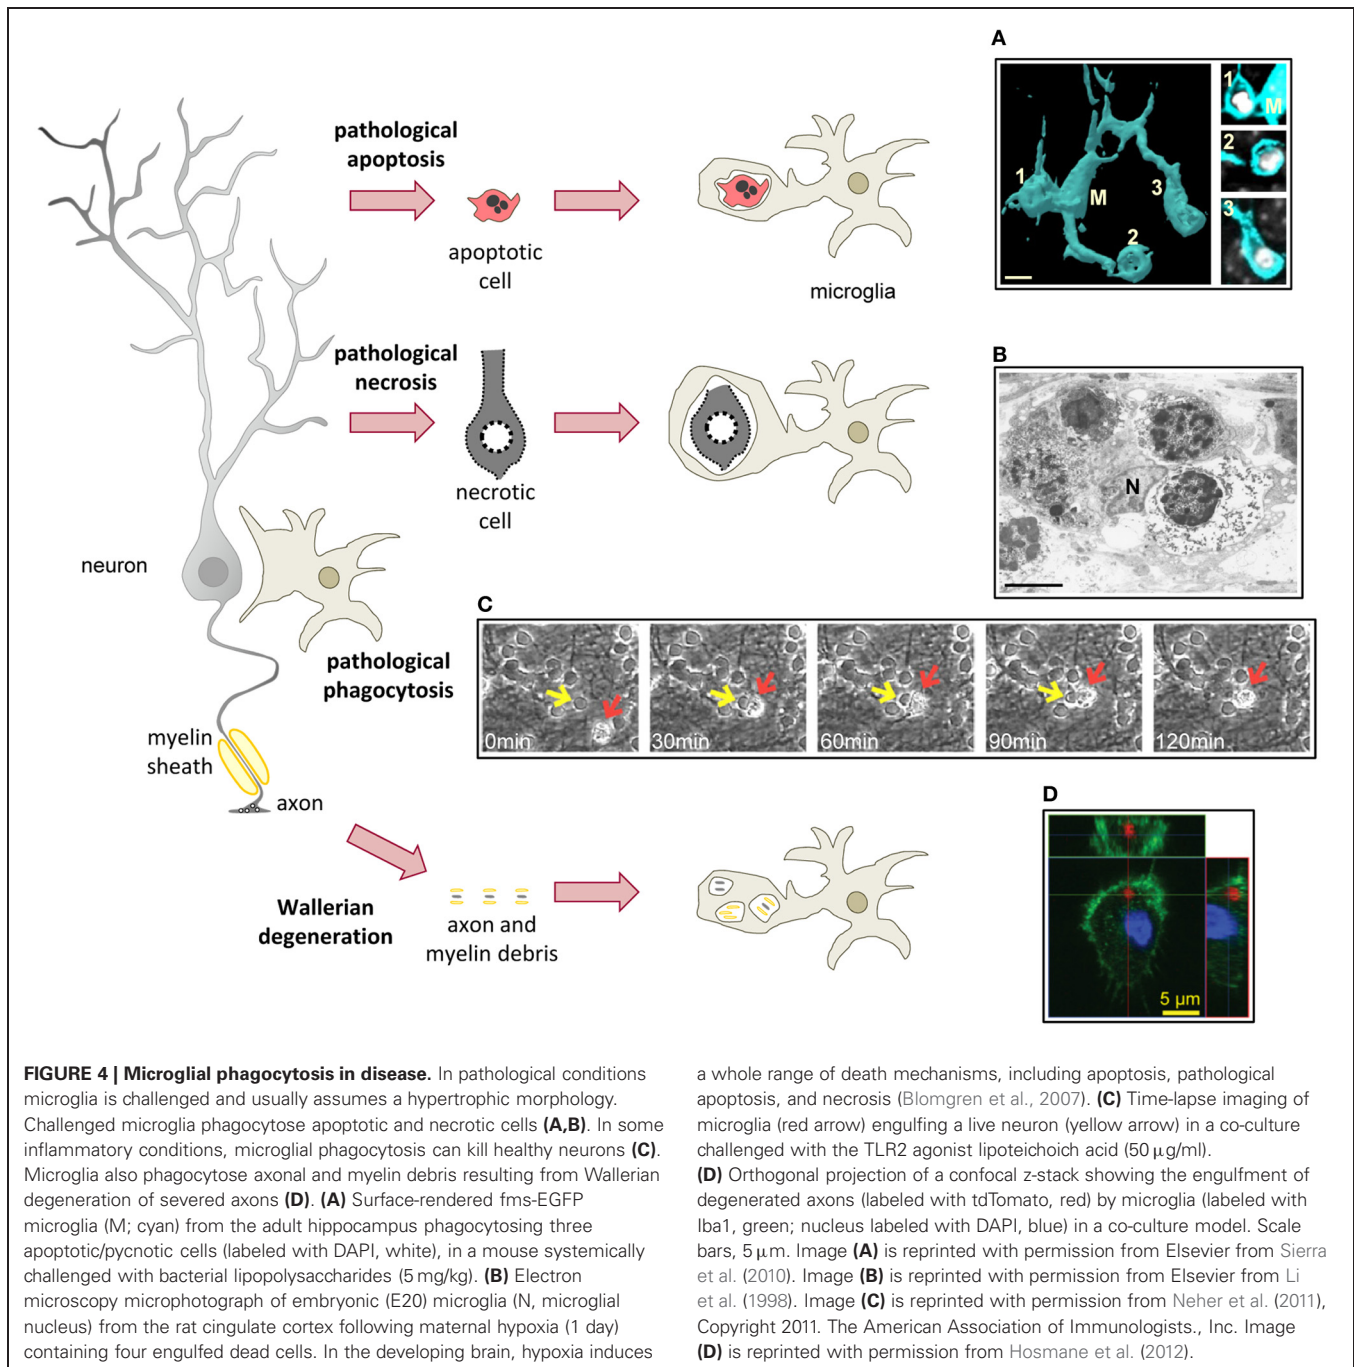 A
pathological
apoptosis
apoptotic
cell
microglia
1
M
2
3
1
M
2
3
pathological
necrosis
necrotic
cell
B
N
neuron
C
pathological
phagocytosis
0min
30min
60min
90min
120min
myelin
sheath
axon
D
Wallerian
degeneration
axon and
myelin debris
5 µm
FIGURE 4 | Microglial phagocytosis in disease. In pathological conditions
microglia is challenged and usually assumes a hypertrophic morphology.
Challenged microglia phagocytose apoptotic and necrotic cells (A,B). In some
inflammatory conditions, microglial phagocytosis can kill healthy neurons (C).
Microglia also phagocytose axonal and myelin debris resulting from Wallerian
degeneration of severed axons (D). (A) Surface-rendered fms-EGFP
microglia (M; cyan) from the adult hippocampus phagocytosing three
apoptotic/pycnotic cells (labeled with DAPI, white), in a mouse systemically
challenged with bacterial lipopolysaccharides (5 mg/kg). (B) Electron
microscopy microphotograph of embryonic (E20) microglia (N, microglial
nucleus) from the rat cingulate cortex following maternal hypoxia (1 day)
containing four engulfed dead cells. In the developing brain, hypoxia induces
a whole range of death mechanisms, including apoptosis, pathological
apoptosis, and necrosis (Blomgren et al., 2007). (C) Time-lapse imaging of
microglia (red arrow) engulfing a live neuron (yellow arrow) in a co-culture
challenged with the TLR2 agonist lipoteichoich acid (50 µg/ml).
(D) Orthogonal projection of a confocal z-stack showing the engulfment of
degenerated axons (labeled with tdTomato, red) by microglia (labeled with
Iba1, green; nucleus labeled with DAPI, blue) in a co-culture model. Scale
bars, 5 µm. Image (A) is reprinted with permission from Elsevier from Sierra
et al. (2010). Image (B) is reprinted with permission from Elsevier from Li
et al. (1998). Image (C) is reprinted with permission from Neher et al. (2011),
Copyright 2011. The American Association of Immunologists., Inc. Image
(D) is reprinted with permission from Hosmane et al. (2012).